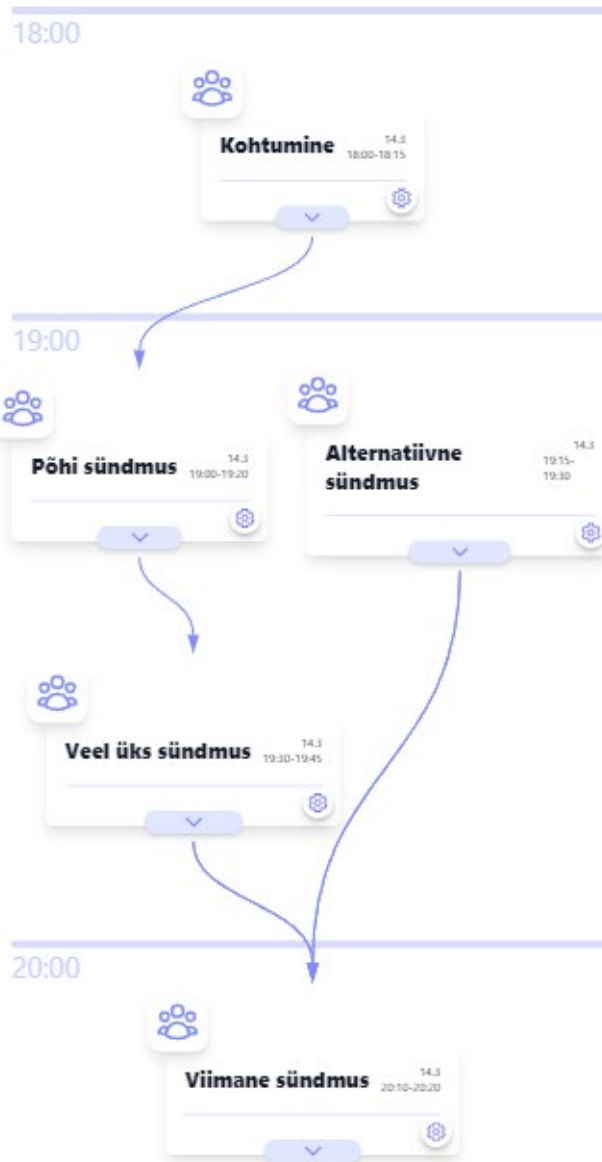 18:00
Kohtumine
14.3
18:00-18:15
19:00
Põhi sündmus
14.3
19:00-19:20
Alternatiivne
sündmus
14.3
19:15-
19:30
Veel üks sündmus
14.3
19:30-19:45
20:00
Viimane sündmus
14.3
20:10-20:20